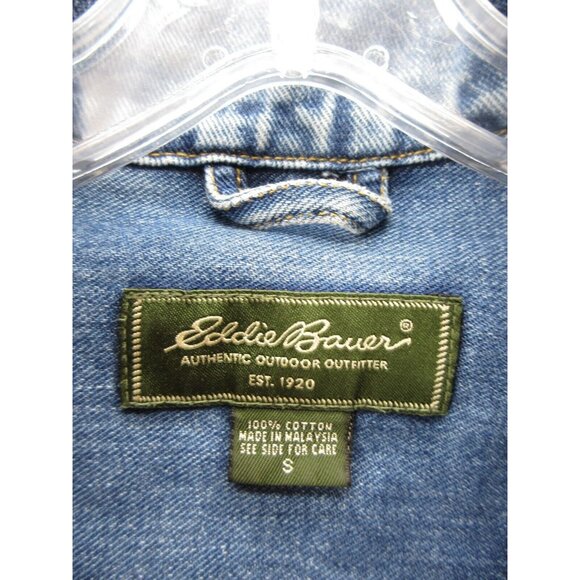 Eddie Bauer®
AUTHENTIC OUTDOOR OUTFITTER
EST. 1920
100% COTTON
MADE IN MALAYSIA
SEE SIDE FOR CARE
S